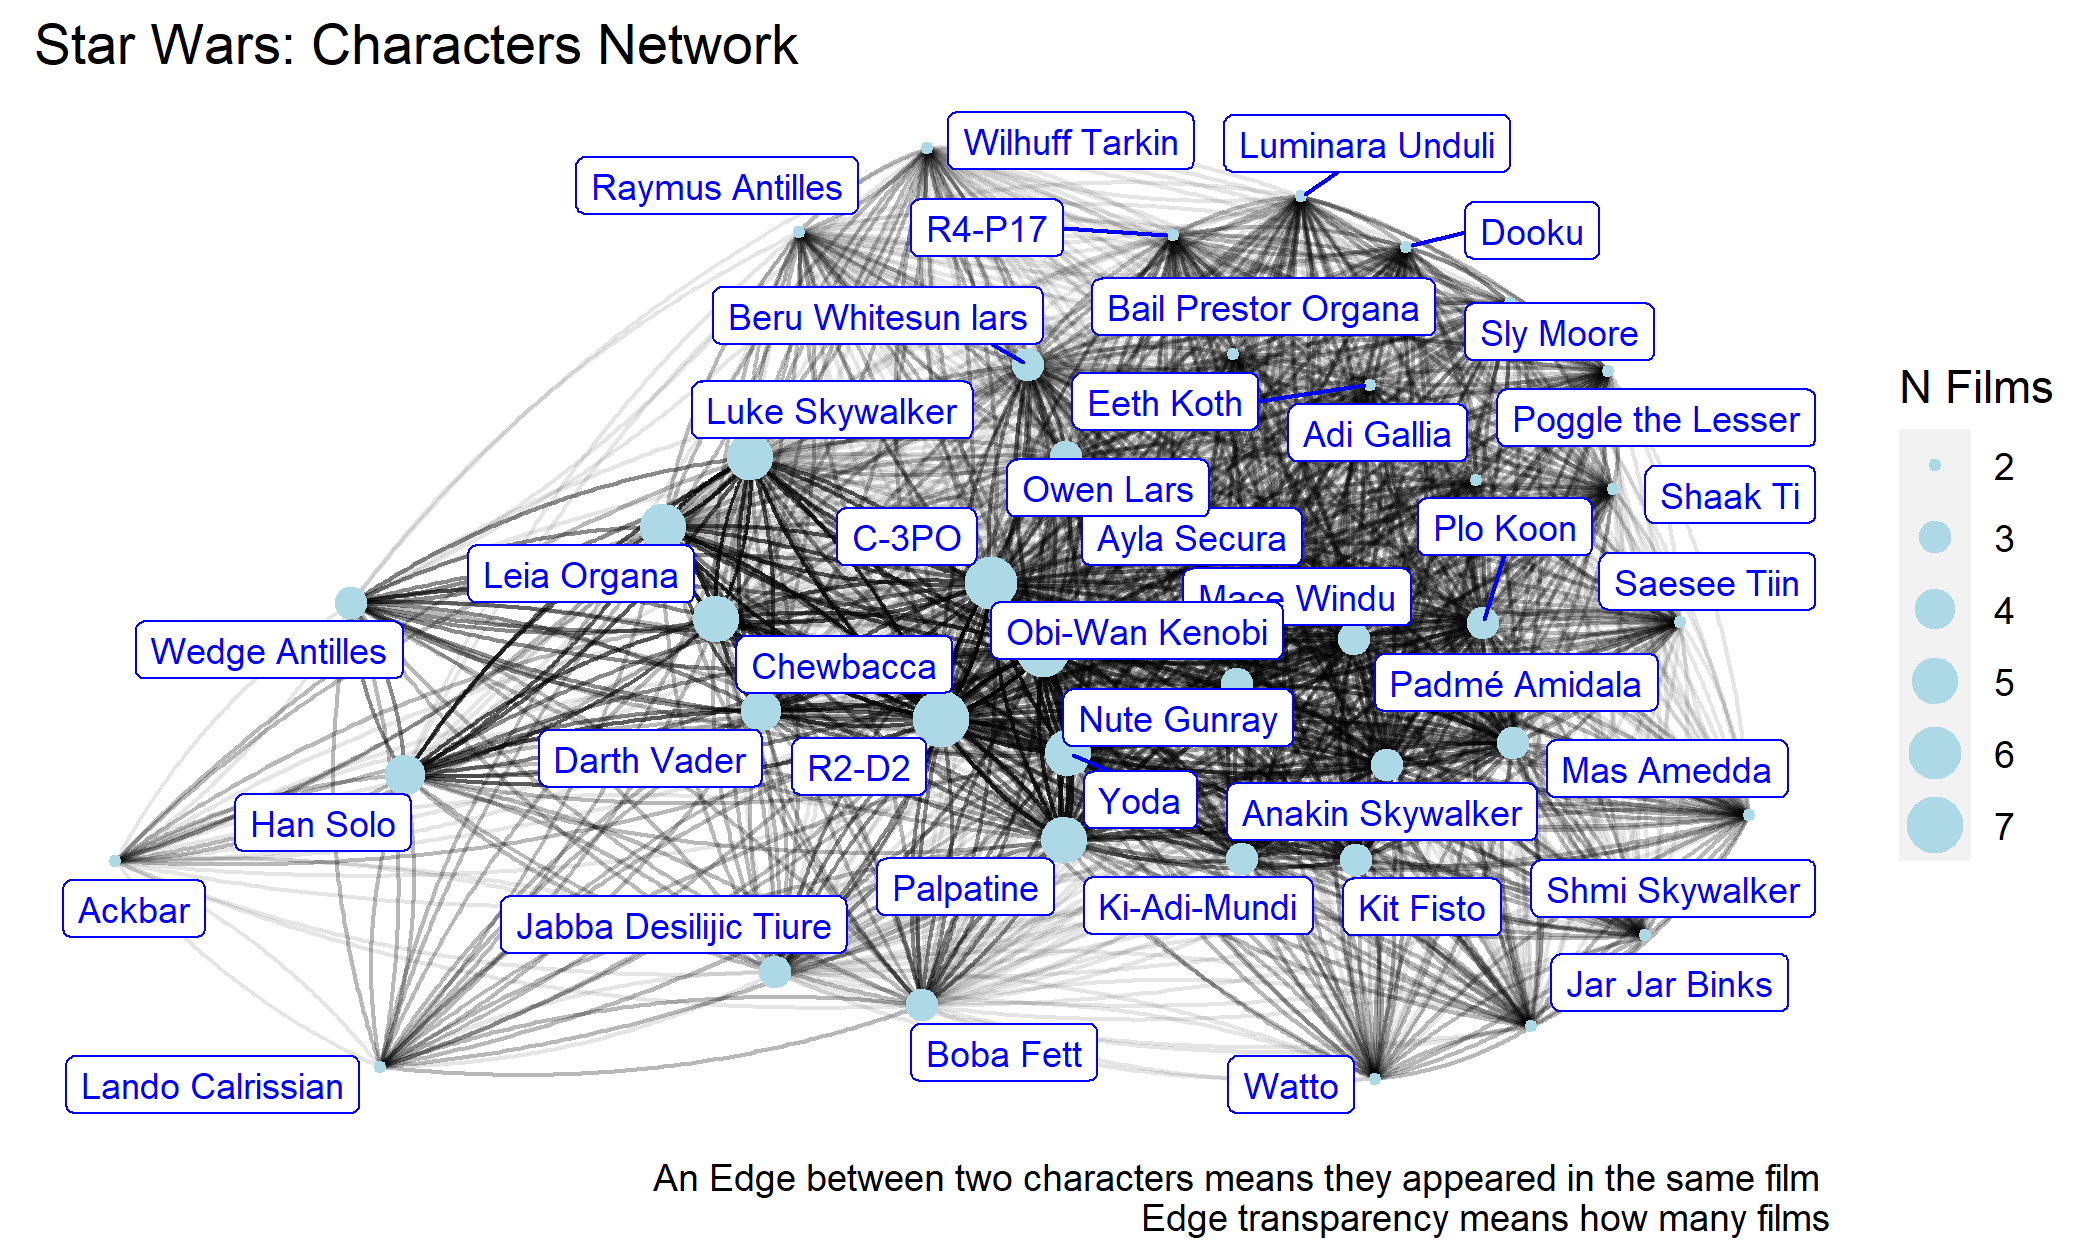 Star Wars: Characters Network
Wilhuff Tarkin
Luminara Unduli
Raymus Antilles
R4-P17
Dooku
Beru Whitesun lars
Bail Prestor Organa
Sly Moore
Luke Skywalker
Eeth Koth
Adi Gallia
Poggle the Lesser
Owen Lars
Shaak Ti
C-3PO
Ayla Secura
Plo Koon
Leia Organa
Mace Windu
Saesee Tiin
Wedge Antilles
Chewbacca
Obi-Wan Kenobi
Padmé Amidala
Darth Vader
R2-D2
Nute Gunray
Mas Amedda
Yoda
Anakin Skywalker
Han Solo
Palpatine
Ki-Adi-Mundi
Kit Fisto
Shmi Skywalker
Ackbar
Jabba Desilijic Tiure
Jar Jar Binks
Boba Fett
Lando Calrissian
Watto
N Films
2
3
4
5
6
7
An Edge between two characters means they appeared in the same film
Edge transparency means how many films